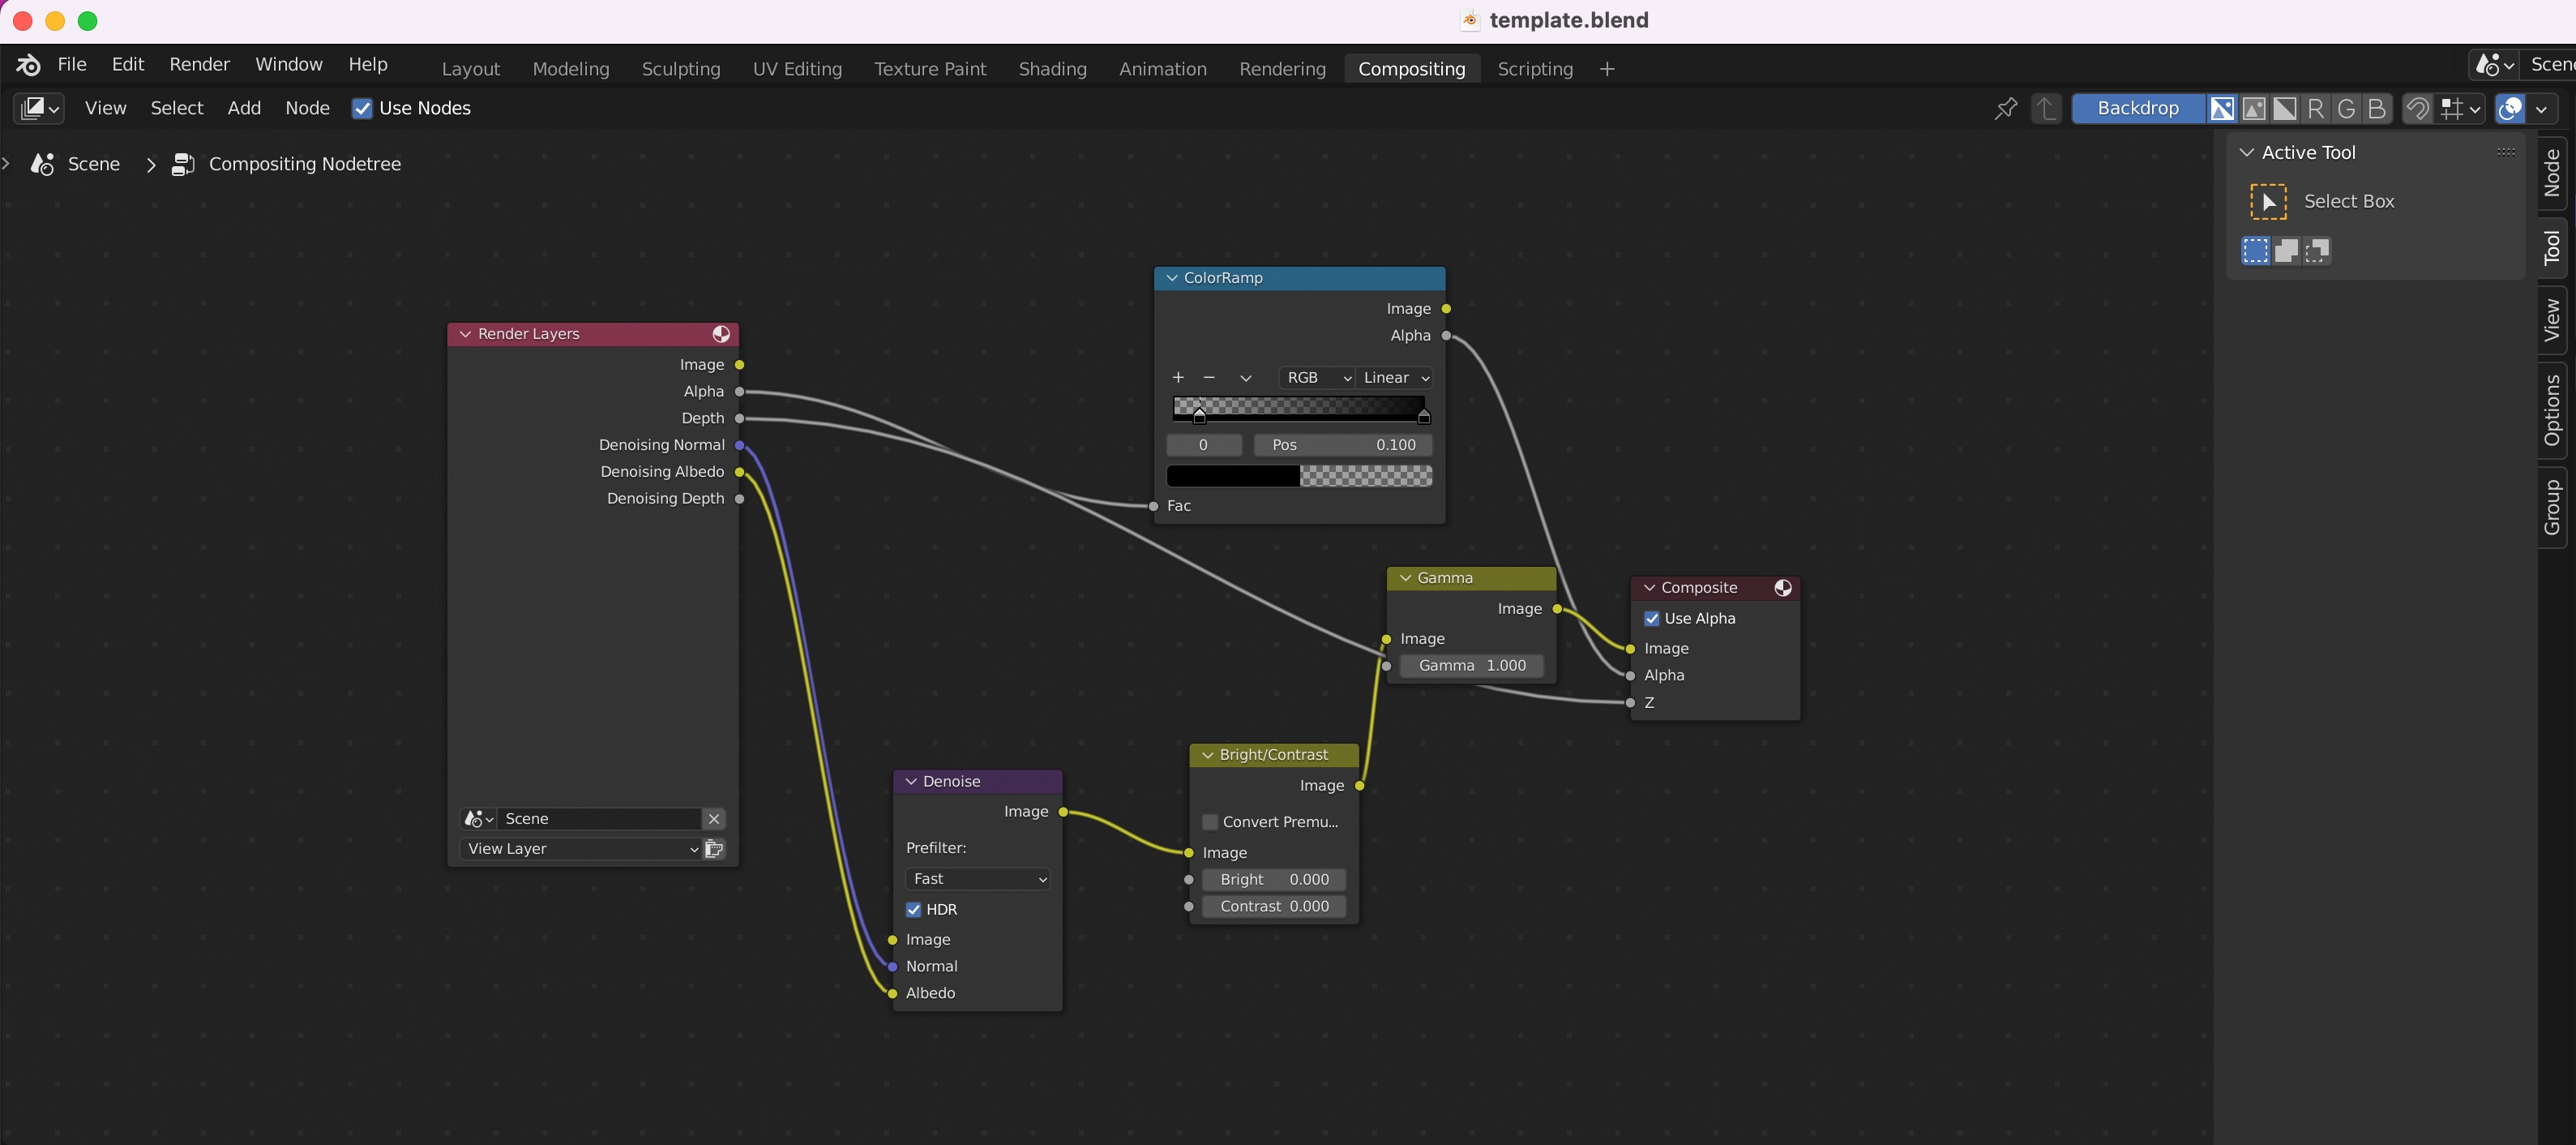 template.blend
File Edit Render Window Help Layout Modeling Sculpting UV Editing Texture Paint Shading Animation Rendering Compositing Scripting +
View Select Add Node Use Nodes Backdrop R G B
Scene > Compositing Nodetree
Active Tool
Select Box
Node
Tool
View
Options
Group
Render Layers
Image
Alpha
Depth
Denoising Normal
Denoising Albedo
Denoising Depth
Scene
View Layer
ColorRamp
Image
Alpha
+ − RGB Linear
0 Pos 0.100
Fac
Denoise
Image
Prefilter:
Fast
HDR
Image
Normal
Albedo
Bright/Contrast
Image
Convert Premu...
Image
Bright 0.000
Contrast 0.000
Gamma
Image
Image
Gamma 1.000
Composite
Use Alpha
Image
Alpha
Z